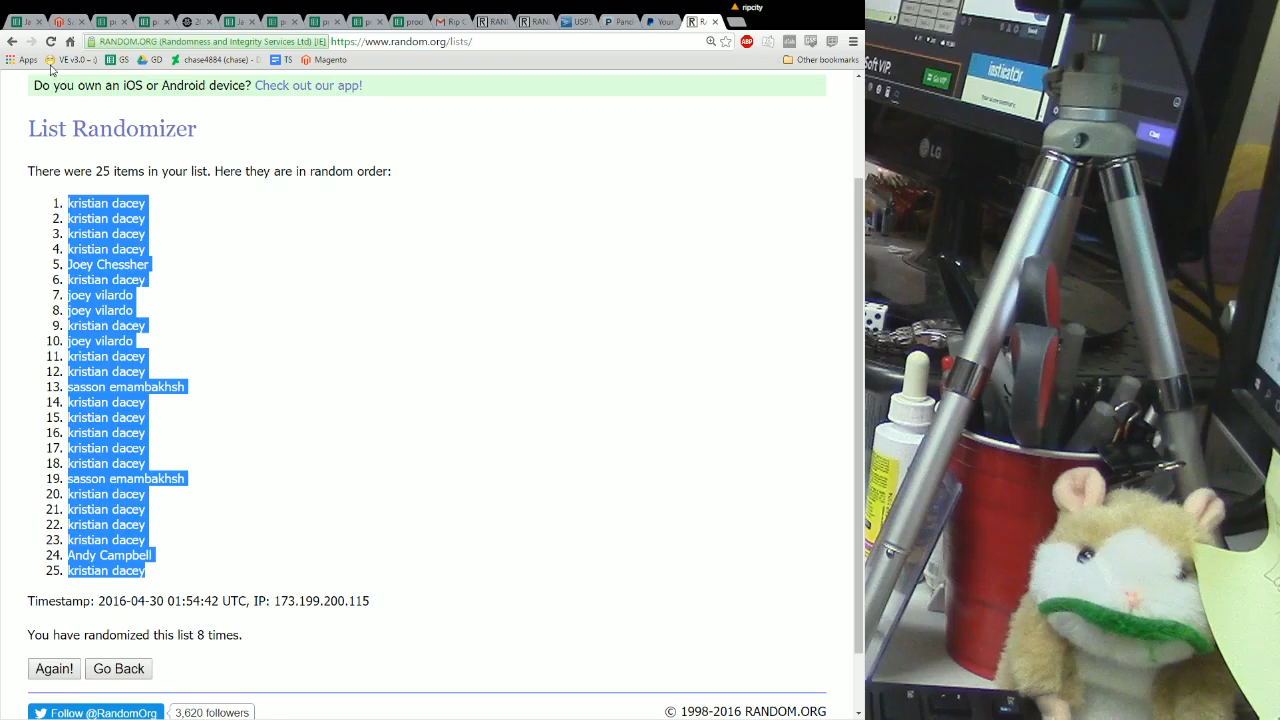 ripcity
RANDOM.ORG (Randomness and Integrity Services Ltd) [IE] https://www.random.org/lists/
Apps VE v3.0 GS GD chase4884 (chase) - TS Magento Other bookmarks
Do you own an iOS or Android device? Check out our app!
List Randomizer
There were 25 items in your list. Here they are in random order:
1. kristian dacey
2. kristian dacey
3. kristian dacey
4. kristian dacey
5. Joey Chessher
6. kristian dacey
7. joey vilardo
8. joey vilardo
9. kristian dacey
10. joey vilardo
11. kristian dacey
12. kristian dacey
13. sasson emambakhsh
14. kristian dacey
15. kristian dacey
16. kristian dacey
17. kristian dacey
18. kristian dacey
19. sasson emambakhsh
20. kristian dacey
21. kristian dacey
22. kristian dacey
23. kristian dacey
24. Andy Campbell
25. kristian dacey
Timestamp: 2016-04-30 01:54:42 UTC, IP: 173.199.200.115
You have randomized this list 8 times.
Again! Go Back
Follow @RandomOrg 3,620 followers © 1998-2016 RANDOM.ORG
Soft VIP.
Go VIP
insticator
LG
Chat